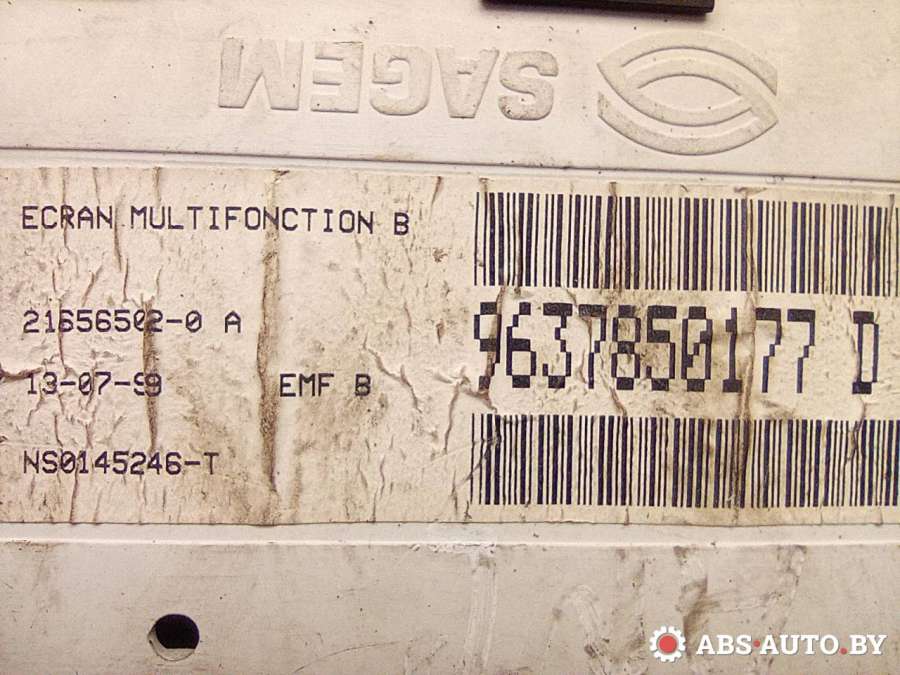 SAGEM
ECRAN MULTIFONCTION B
21656502-0 A
13-07-99 EMF B
NS0145246-T
9637850177 D
ABS·AUTO.BY